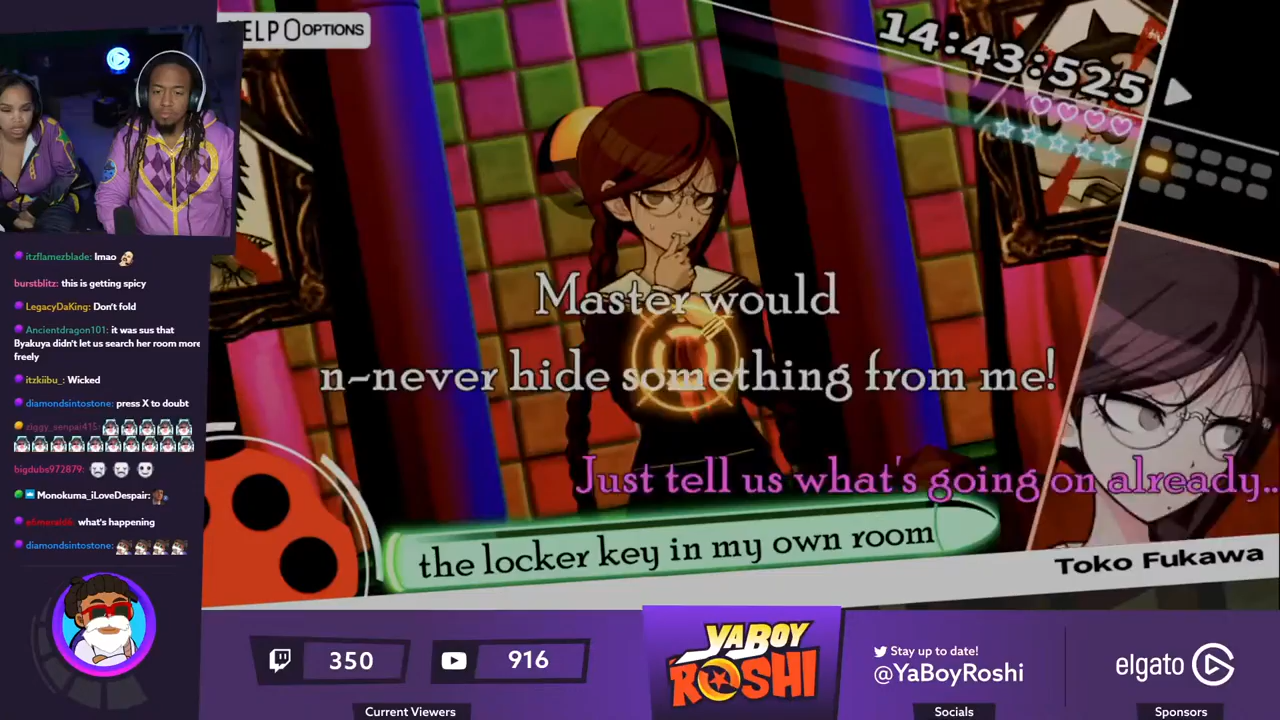 HELP OPTIONS
14:43:525
itzflamezblade: lmao
burstblitz: this is getting spicy
LegacyDaKing: Don't fold
Ancientdragon101: it was sus that
Byakuya didn't let us search her room more
freely
itzkiibu_: Wicked
diamondsintostone: press X to doubt
ziggy_senpai415:
bigdubs972879:
Monokuma_iLoveDespair:
what's happening
diamondsintostone:
Master would
n-never hide something from me!
Just tell us what's going on already..
the locker key in my own room
Toko Fukawa
350
916
Current Viewers
YABOY
ROSHI
Stay up to date!
@YaBoyRoshi
Socials
elgato
Sponsors